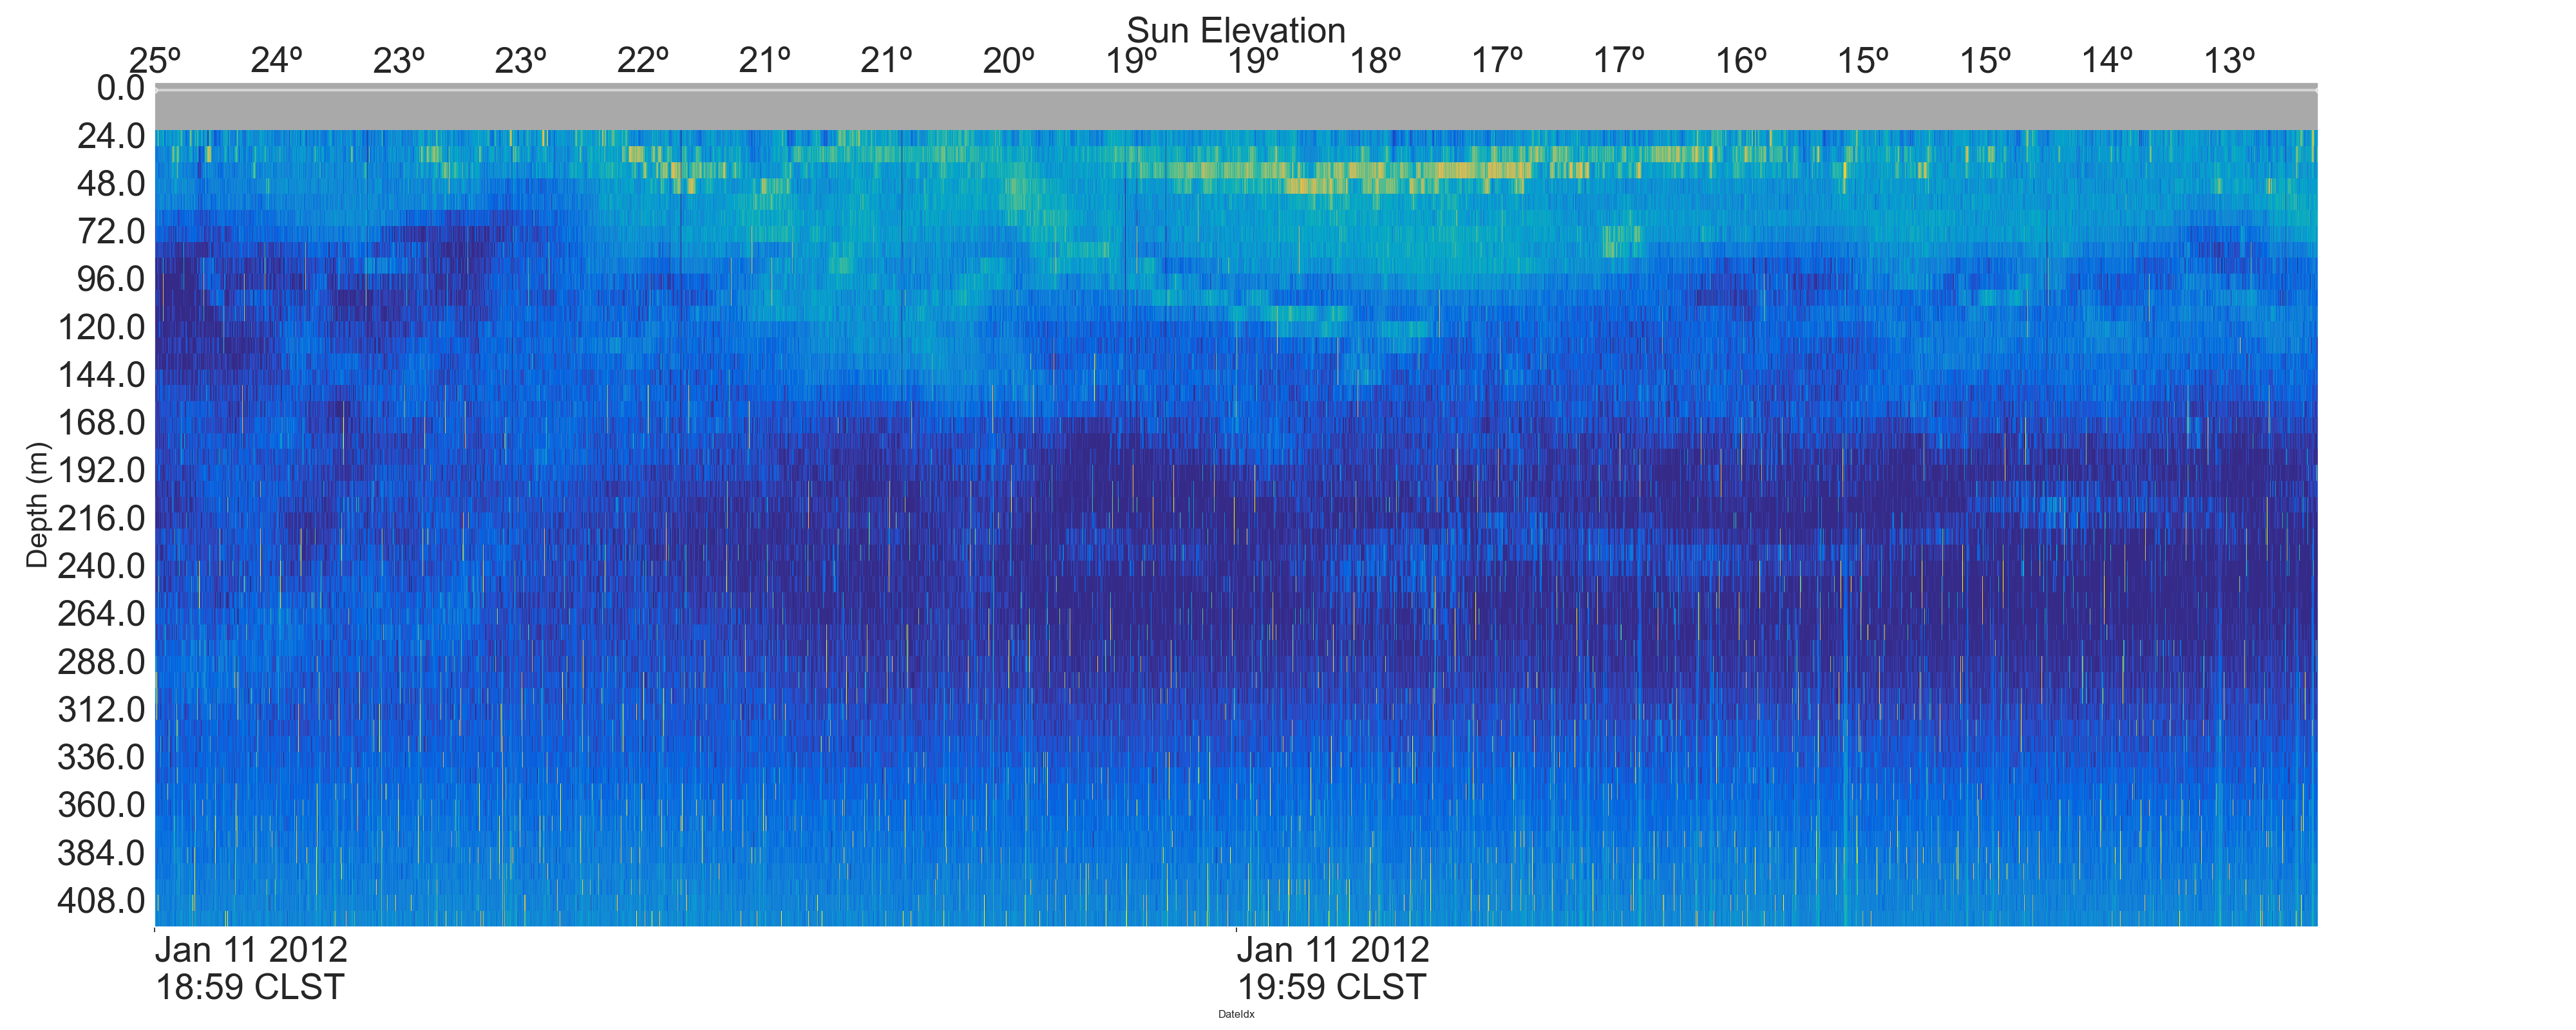 Sun Elevation
25º 24º 23º 23º 22º 21º 21º 20º 19º 19º 18º 17º 17º 16º 15º 15º 14º 13º
0.0
24.0
48.0
72.0
96.0
120.0
144.0
168.0
192.0
216.0
240.0
264.0
288.0
312.0
336.0
360.0
384.0
408.0
Depth (m)
Jan 11 2012
18:59 CLST
Jan 11 2012
19:59 CLST
DateIdx